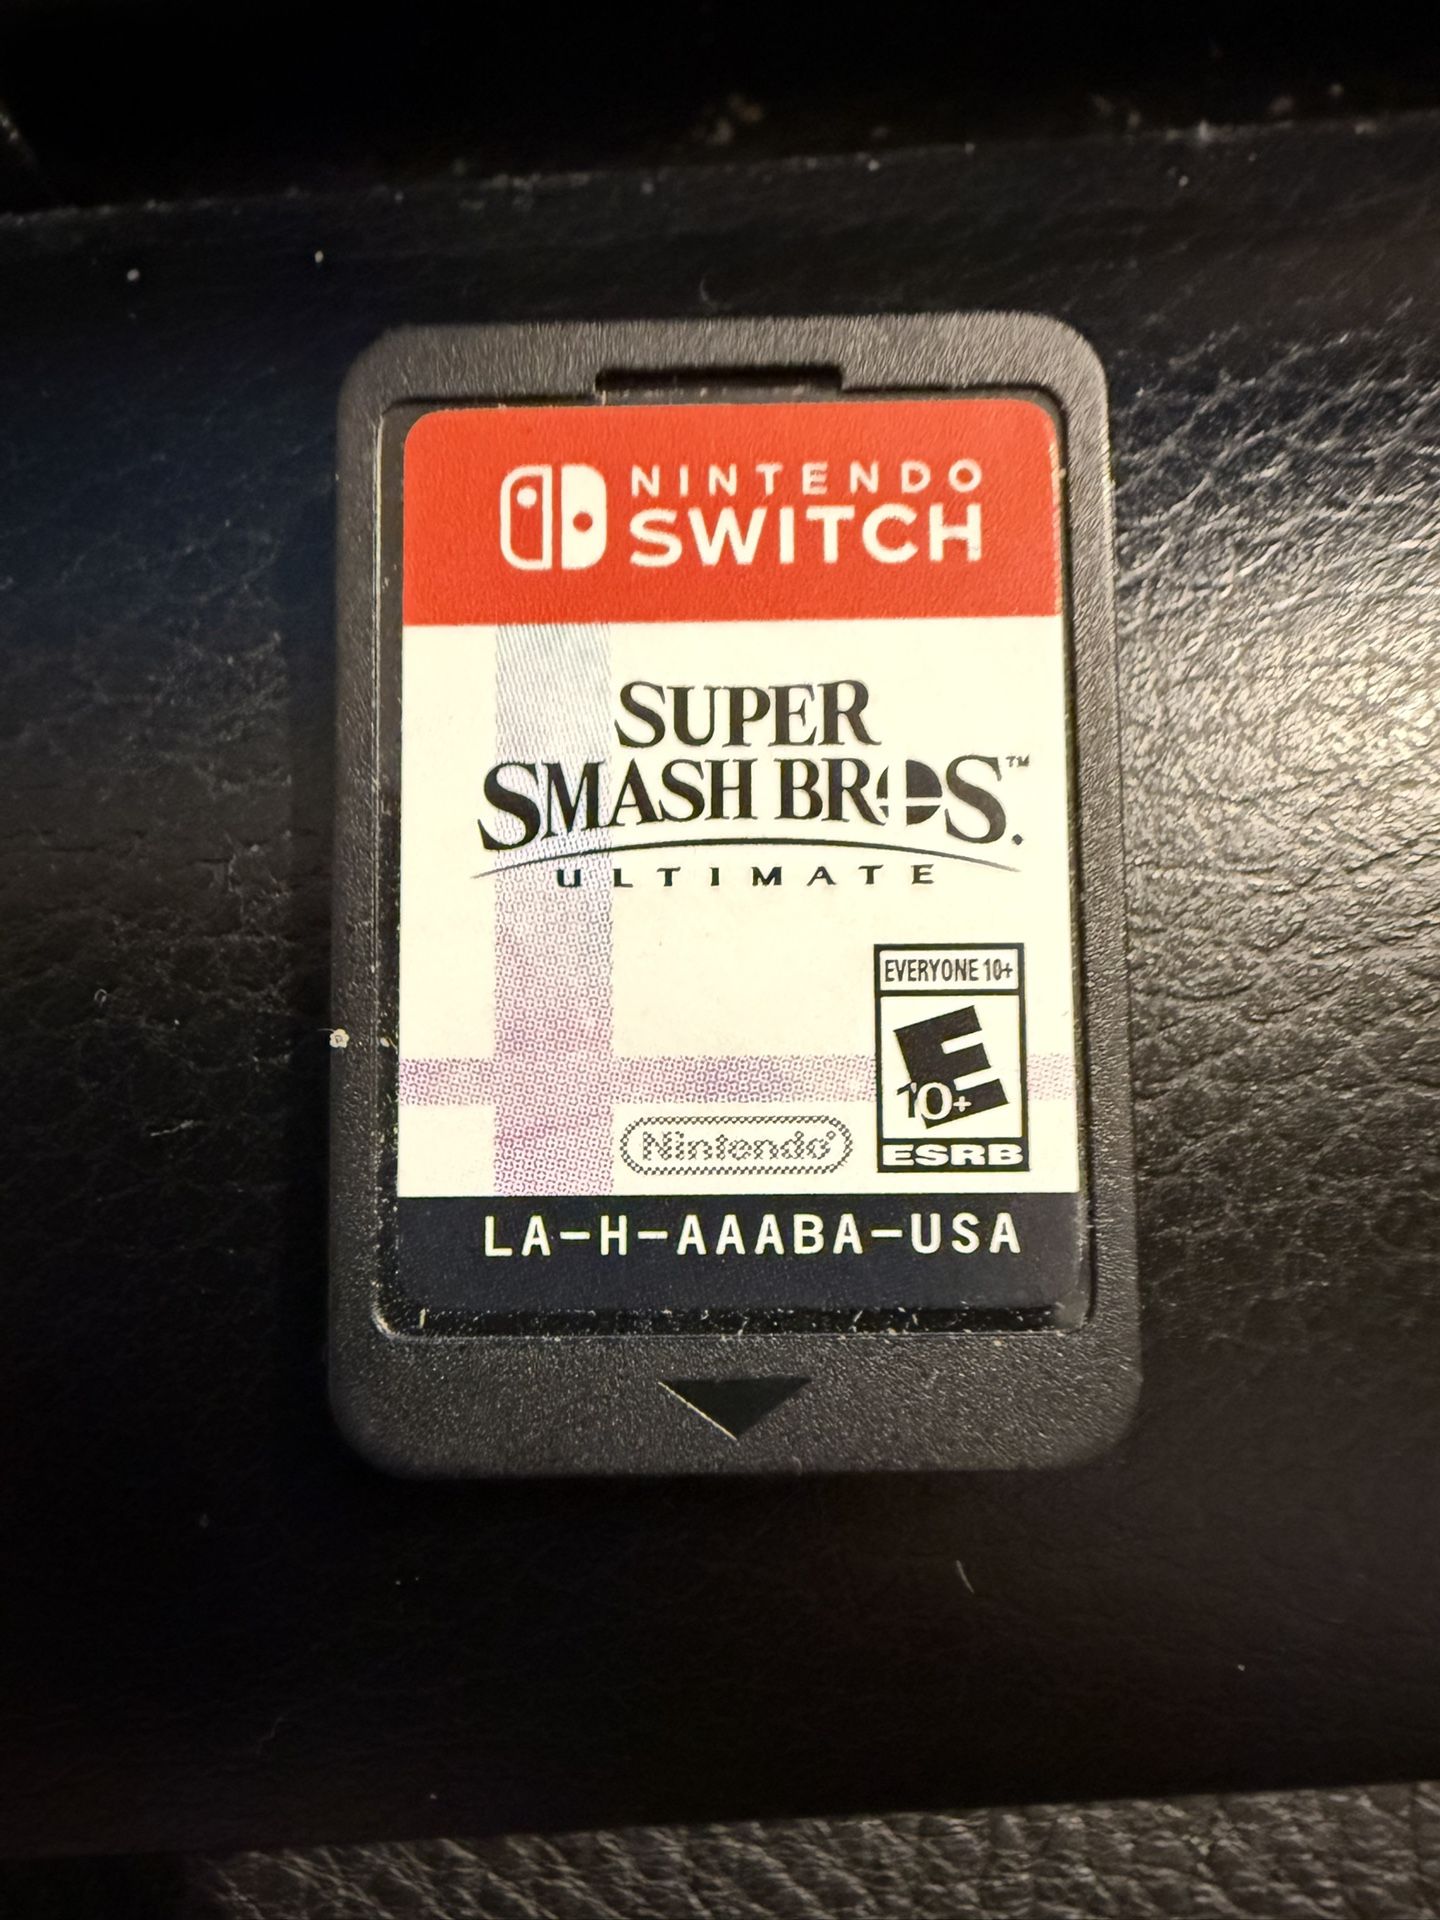 NINTENDO
SWITCH
SUPER
SMASH BROS.™
ULTIMATE
EVERYONE 10+
E
10+
ESRB
Nintendo®
LA-H-AAABA-USA